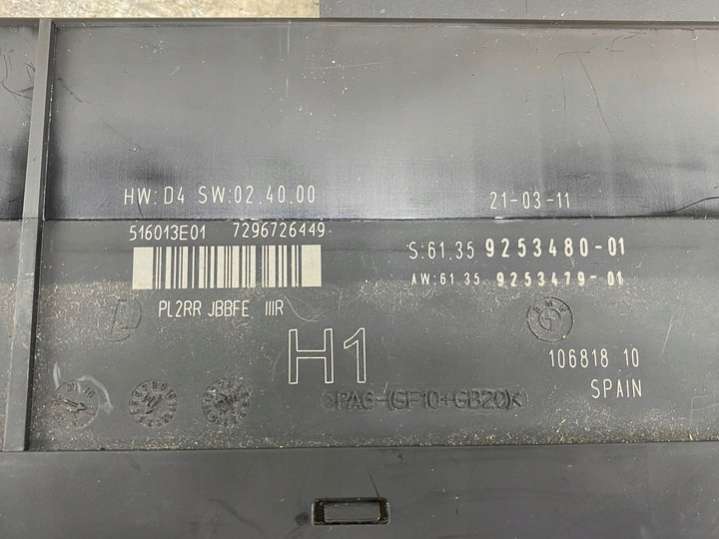 HW:D4 SW:02.40.00
21-03-11
516013E01 7296726449
S:61.35 9253480-01
AW:61.35 9253479-01
PL2RR JBBFE IIIR
BMW
H1
106818 10
SPAIN